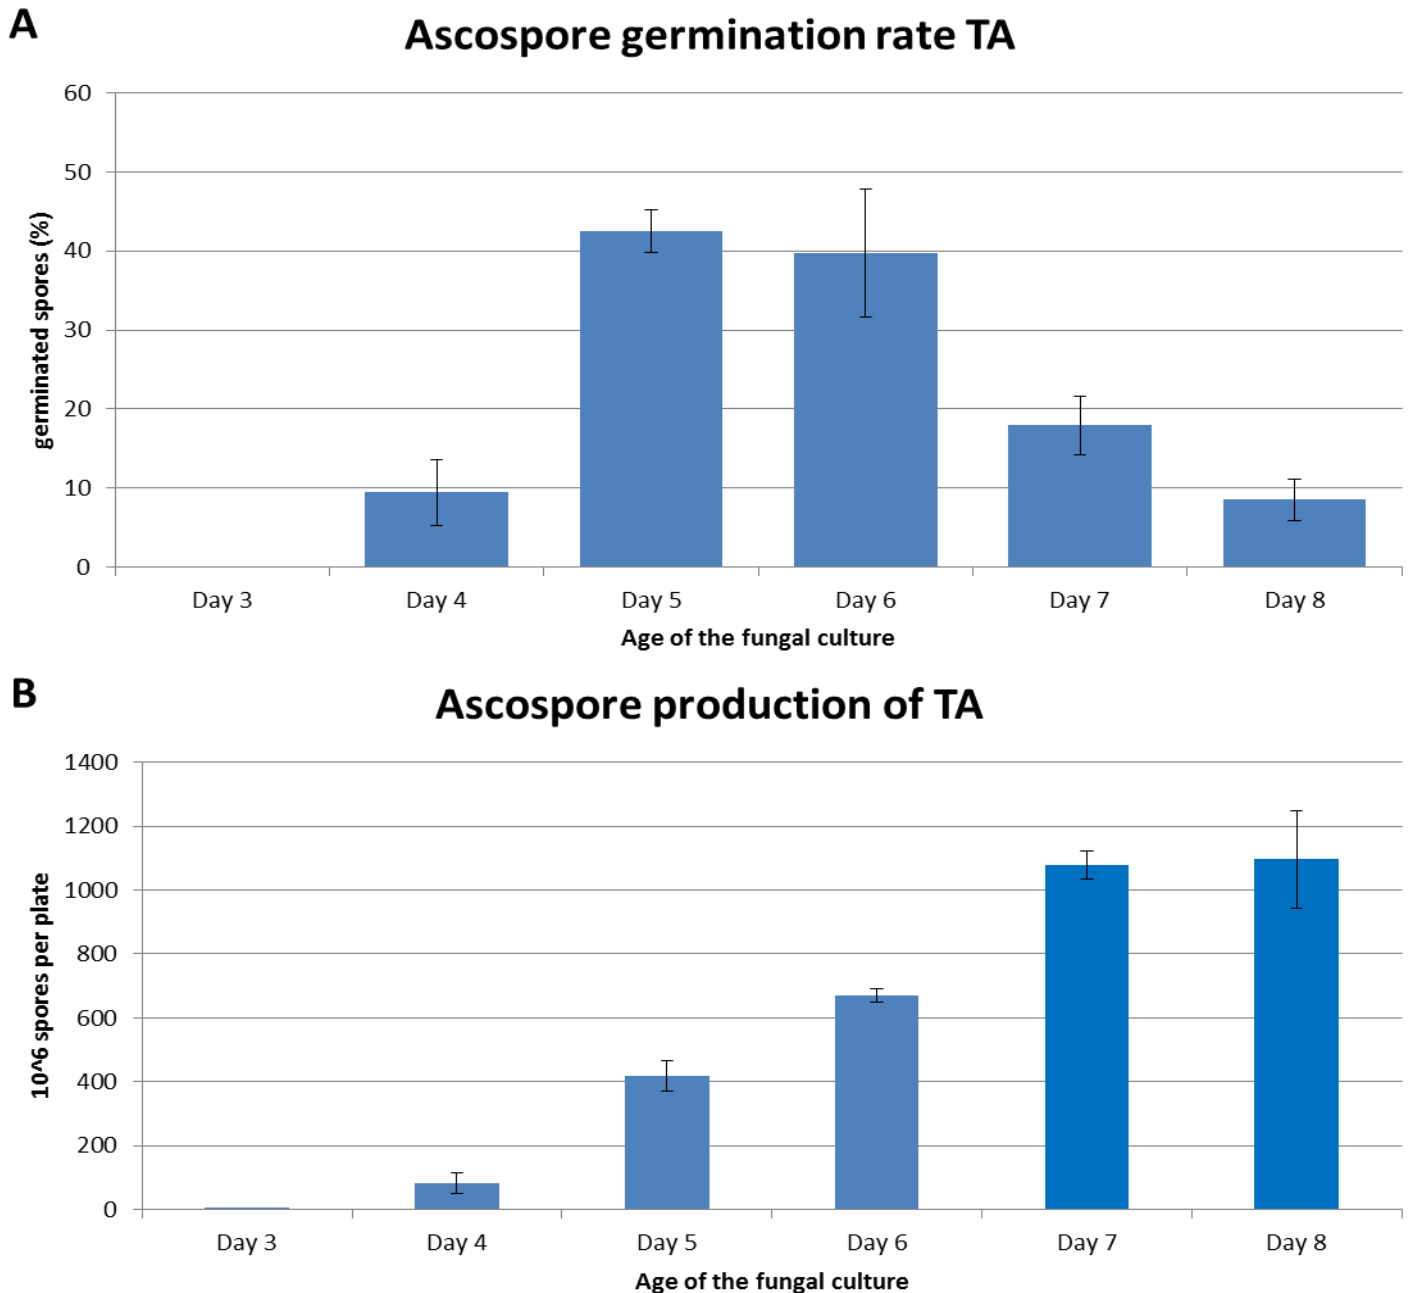 A
Ascospore germination rate TA
60
50
40
30
20
10
0
germinated spores (%)
Day 3 Day 4 Day 5 Day 6 Day 7 Day 8
Age of the fungal culture
B
Ascospore production of TA
1400
1200
1000
800
600
400
200
0
10^6 spores per plate
Day 3 Day 4 Day 5 Day 6 Day 7 Day 8
Age of the fungal culture